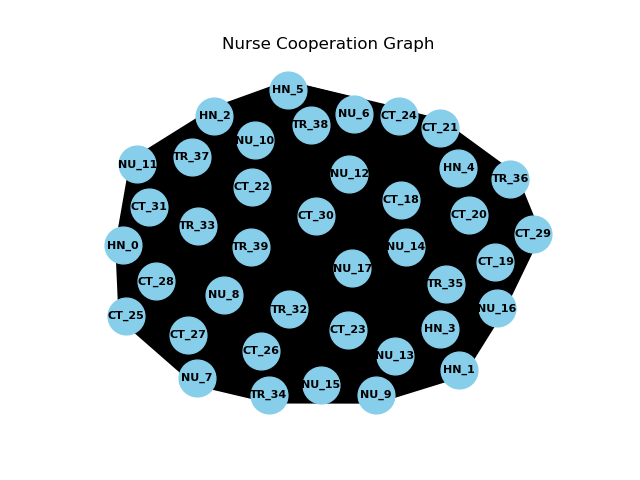 Nurse Cooperation Graph
HN_5
HN_2
NU_6
CT_24
TR_38
CT_21
NU_10
TR_37
NU_11
HN_4
NU_12
TR_36
CT_22
CT_18
CT_31
CT_30
CT_20
TR_33
CT_29
HN_0
TR_39
NU_14
CT_19
NU_17
CT_28
TR_35
NU_8
NU_16
TR_32
CT_25
HN_3
CT_23
CT_27
CT_26
NU_13
HN_1
NU_7
NU_15
TR_34
NU_9